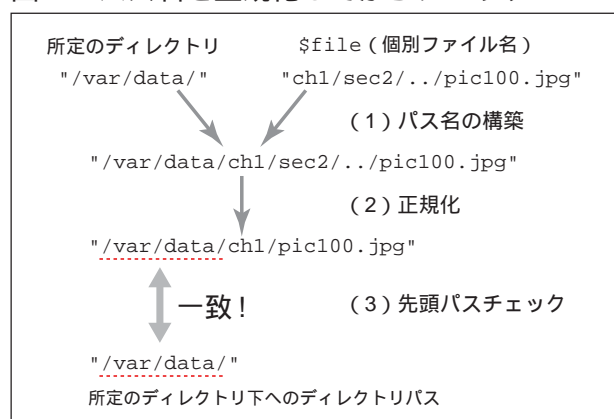 所定のディレクトリ
$file(個別ファイル名)
"/var/data/"
"ch1/sec2/../pic100.jpg"
(1)パス名の構築
"/var/data/ch1/sec2/../pic100.jpg"
(2)正規化
"/var/data/ch1/pic100.jpg"
一致!
(3)先頭パスチェック
"/var/data/"
所定のディレクトリ下へのディレクトリパス